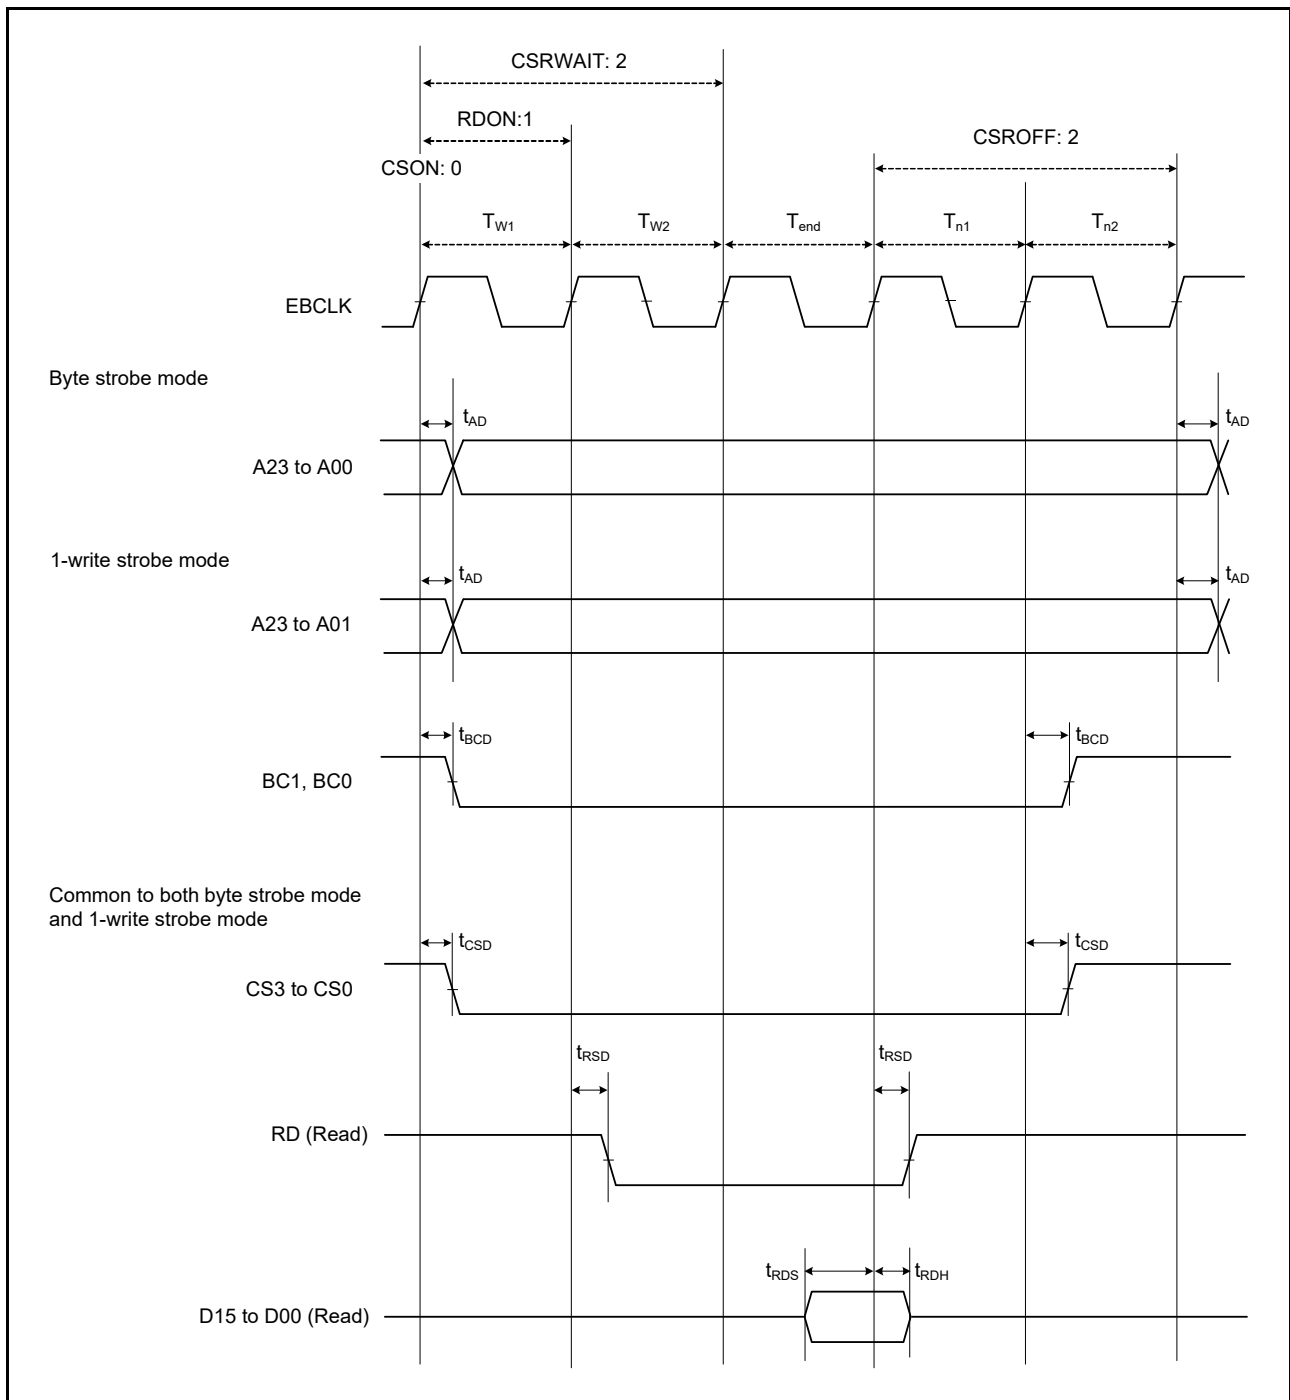 CSRWAIT: 2
RDON:1
CSROFF: 2
CSON: 0
TW1
TW2
Tend
Tn1
Tn2
EBCLK
Byte strobe mode
tAD
tAD
A23 to A00
1-write strobe mode
tAD
tAD
A23 to A01
tBCD
tBCD
BC1, BC0
Common to both byte strobe mode
and 1-write strobe mode
tCSD
tCSD
CS3 to CS0
tRSD
tRSD
RD (Read)
tRDS
tRDH
D15 to D00 (Read)